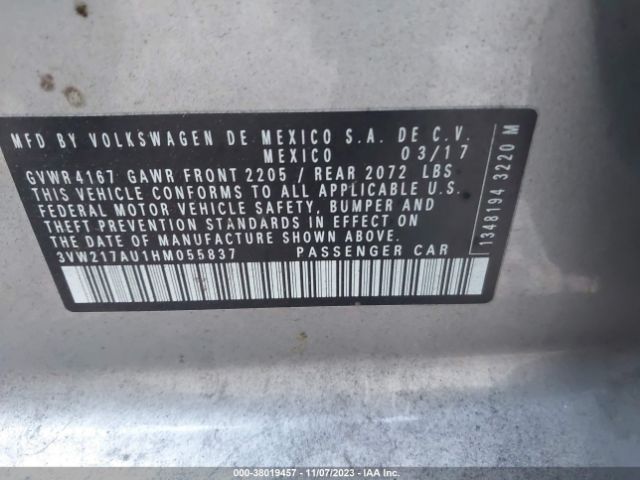 MFD BY VOLKSWAGEN DE MEXICO S.A. DE C.V.
MEXICO 03/17
GVWR 4167 GAWR FRONT 2205 / REAR 2072 LBS
THIS VEHICLE CONFORMS TO ALL APPLICABLE U.S.
FEDERAL MOTOR VEHICLE SAFETY, BUMPER AND
THEFT PREVENTION STANDARDS IN EFFECT ON
THE DATE OF MANUFACTURE SHOWN ABOVE.
3VW217AU1HM055837 PASSENGER CAR
1348194 3220 M
000-38019457 - 11/07/2023 - IAA Inc.